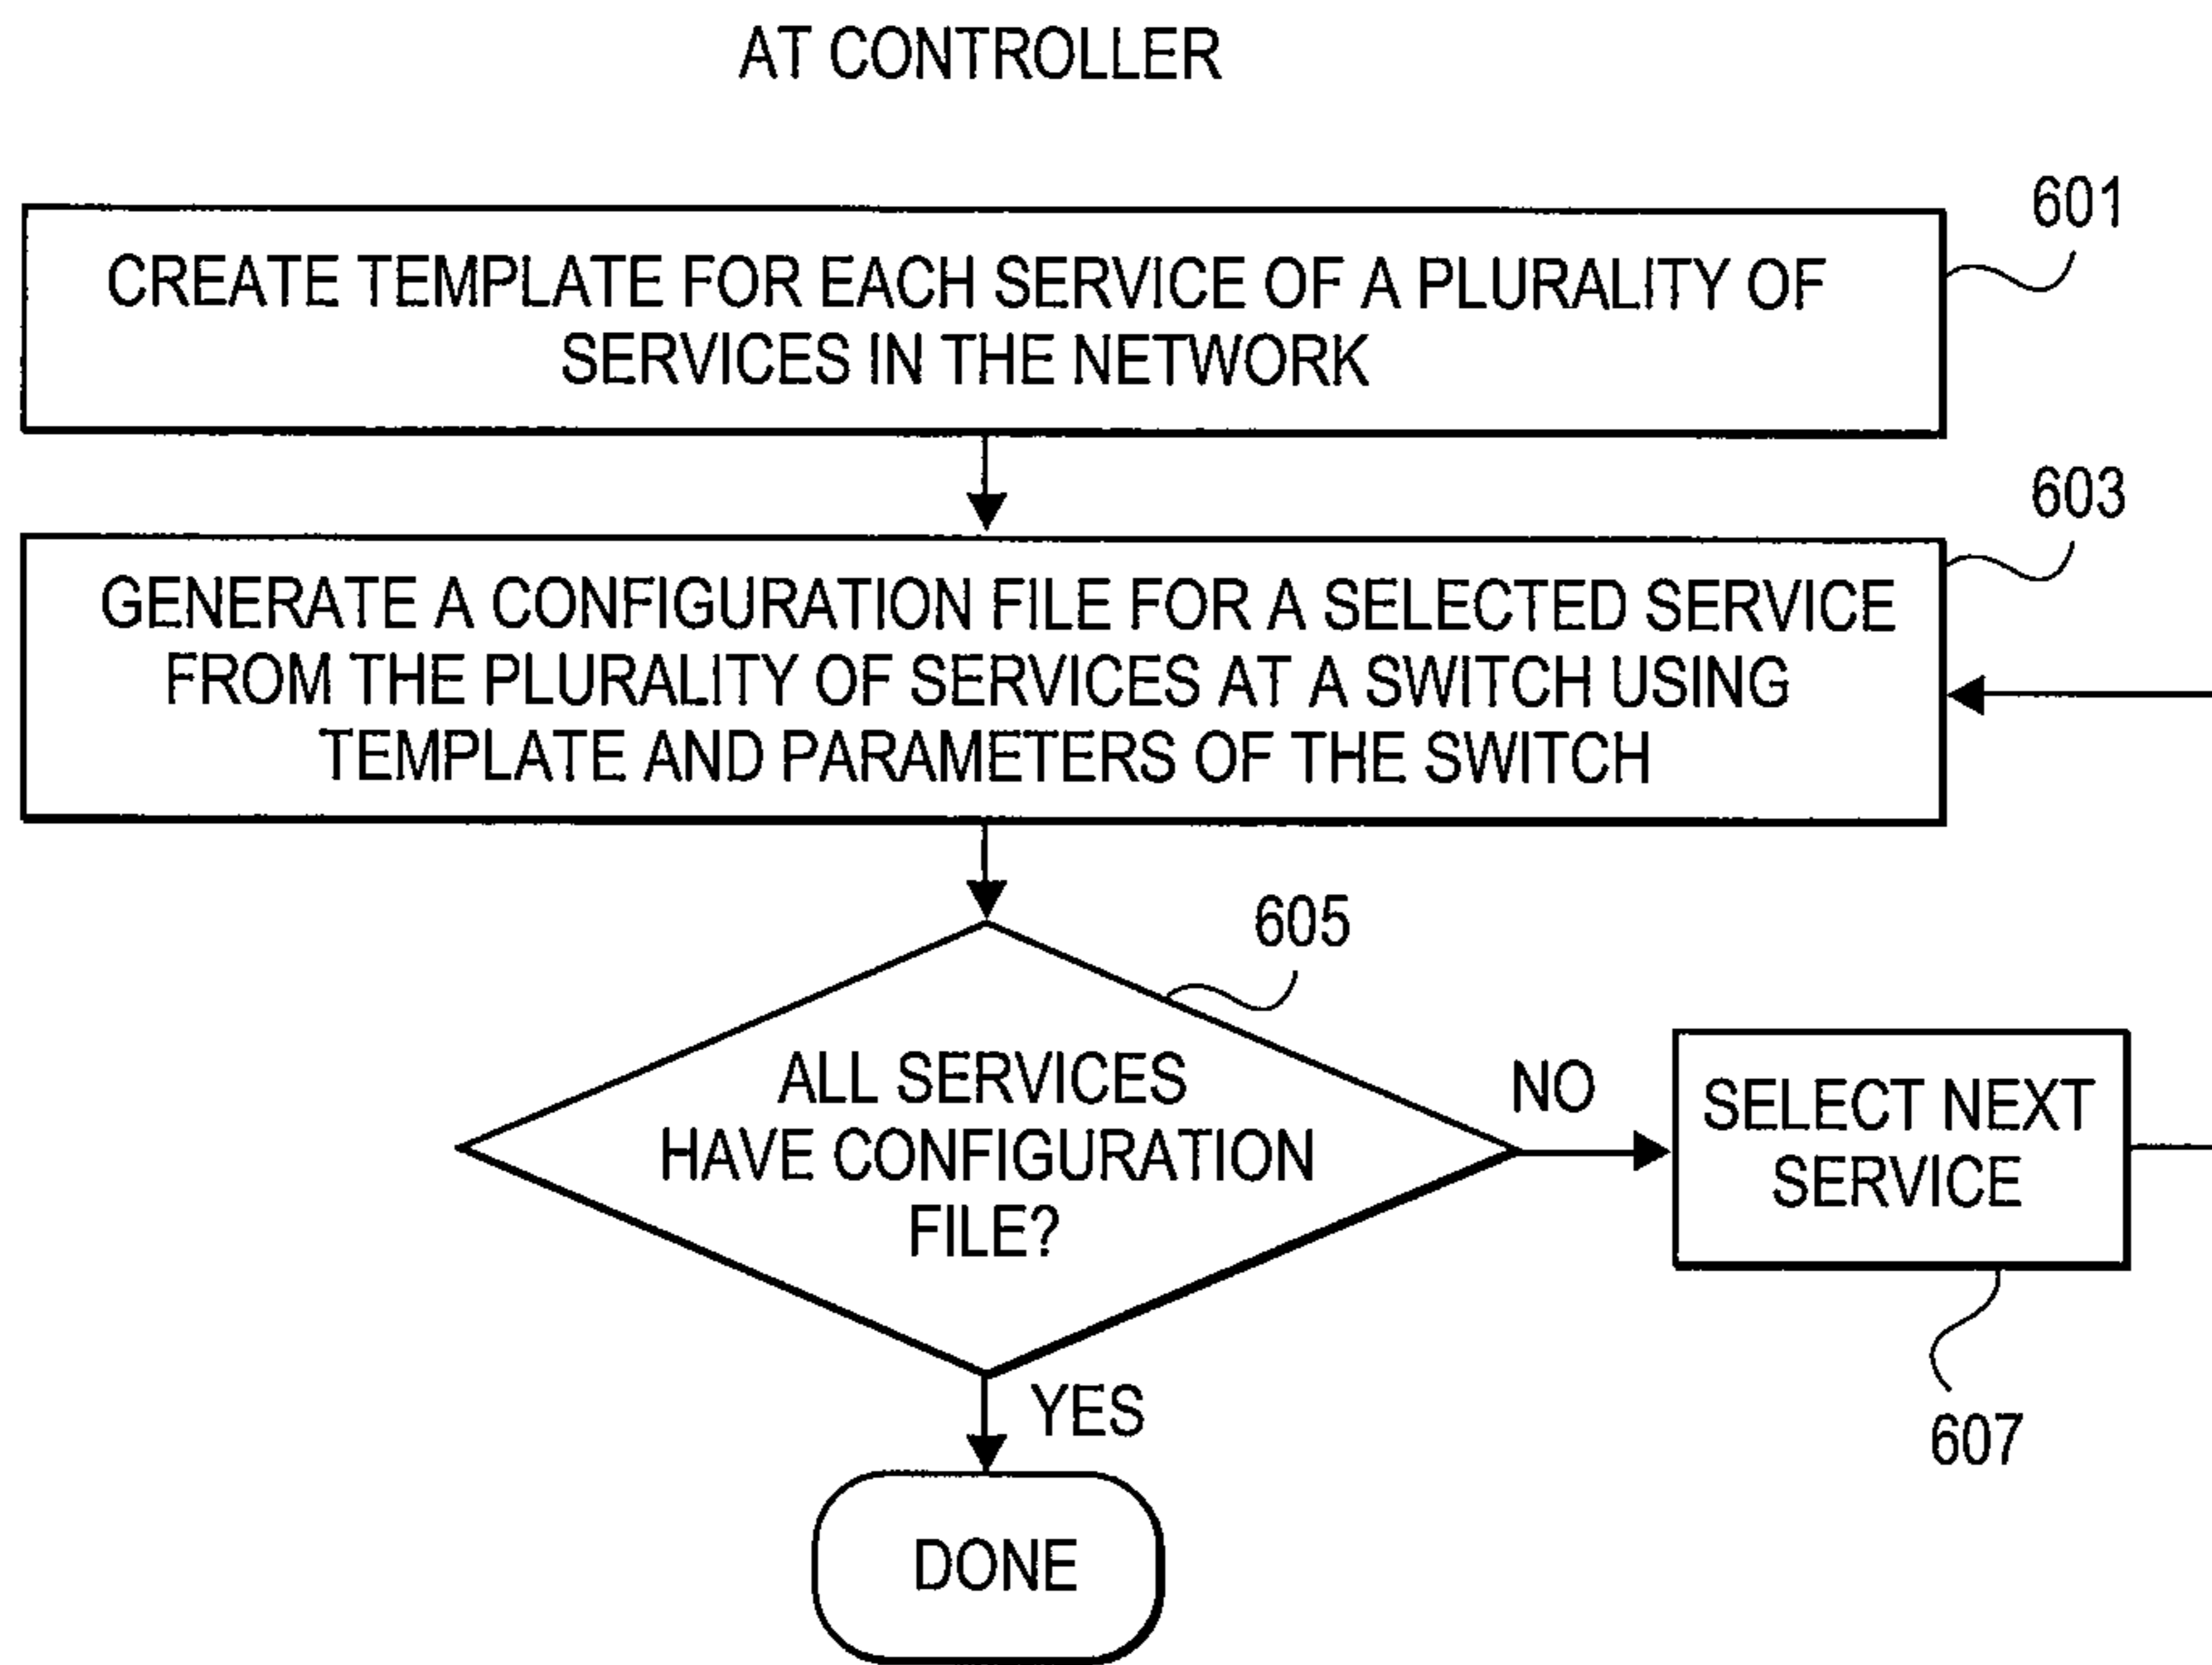 AT CONTROLLER
601
CREATE TEMPLATE FOR EACH SERVICE OF A PLURALITY OF
SERVICES IN THE NETWORK
603
GENERATE A CONFIGURATION FILE FOR A SELECTED SERVICE
FROM THE PLURALITY OF SERVICES AT A SWITCH USING
TEMPLATE AND PARAMETERS OF THE SWITCH
605
ALL SERVICES
HAVE CONFIGURATION
FILE?
NO
SELECT NEXT
SERVICE
607
YES
DONE